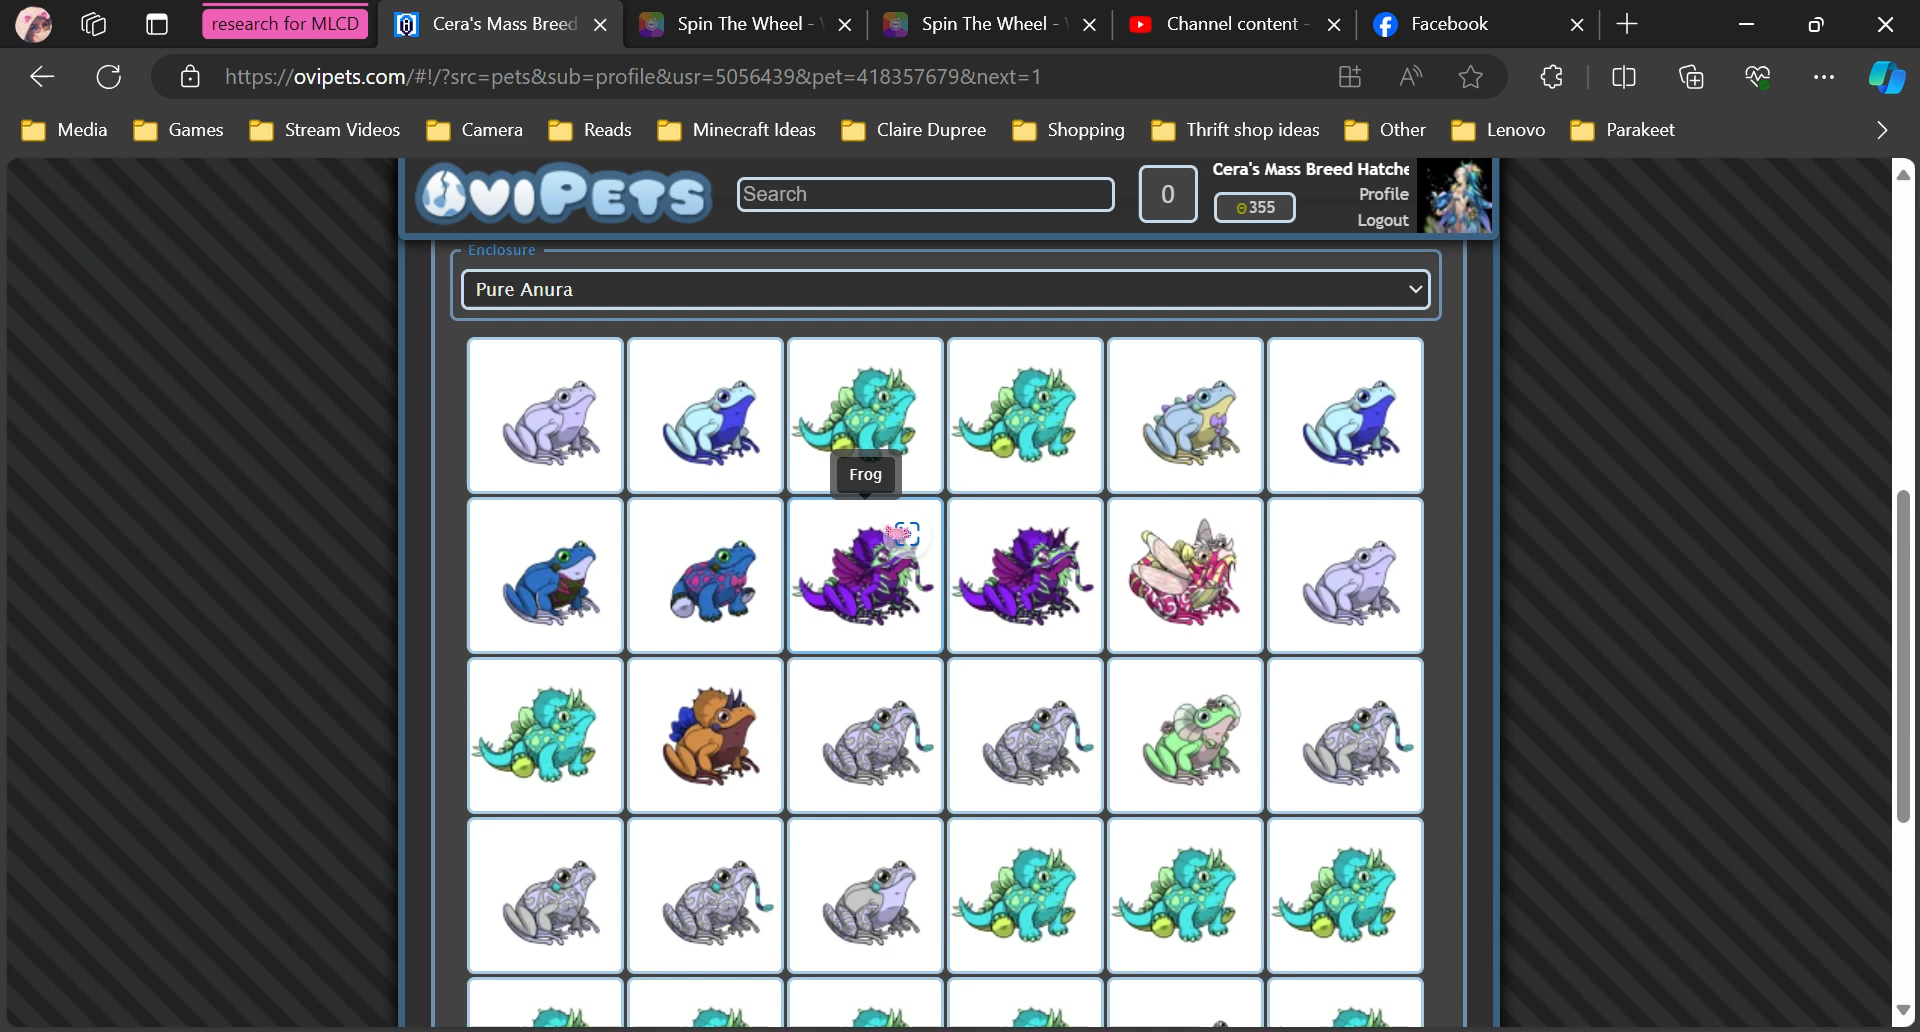 research for MLCD
Cera's Mass Breed
Spin The Wheel -
Spin The Wheel -
Channel content -
Facebook
https://ovipets.com/#!/?src=pets&sub=profile&usr=5056439&pet=418357679&next=1
Media
Games
Stream Videos
Camera
Reads
Minecraft Ideas
Claire Dupree
Shopping
Thrift shop ideas
Other
Lenovo
Parakeet
OviPets
Search
0
Cera's Mass Breed Hatche
355
Profile
Logout
Enclosure
Pure Anura
Frog